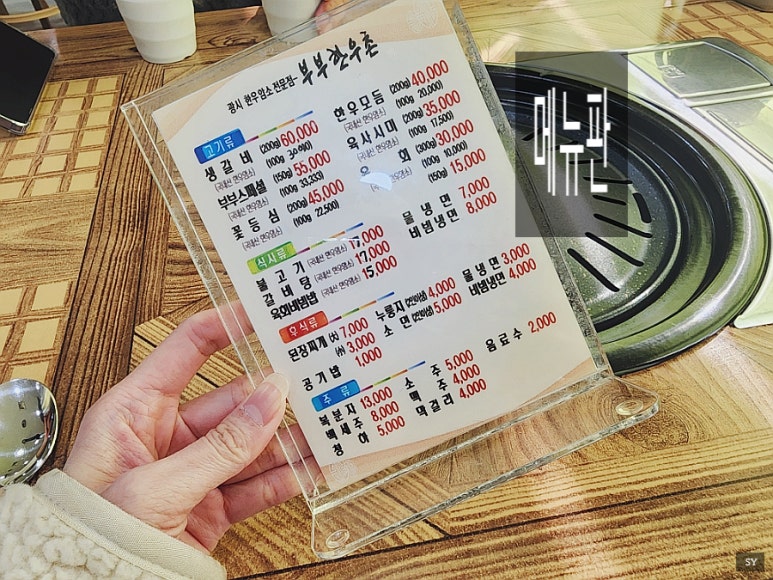 광시 한우암소전문점-
부부한우촌
메뉴판
고기류
생갈비 (200g) 60,000
(국내산 한우암소) (100g 30,000)
부부스페셜 (150g) 55,000
(국내산 한우암소) (100g 33,333)
꽃등심 (200g) 45,000
(국내산 한우암소) (100g 22,500)
한우모듬 (200g) 40,000
(국내산 한우암소) (100g 20,000)
육사시미 (200g) 35,000
(국내산 한우암소) (100g 17,500)
육회 (300g) 30,000
(국내산 한우암소) (100g 10,000)
(150g) 15,000
식사류
불고기 (국내산 한우암소) 17,000
갈비탕 (국내산 한우암소) 17,000
육회비빔밥 (국내산 한우암소) 15,000
물냉면 7,000
비빔냉면 8,000
후식류
된장찌개 (大) 7,000
(小) 3,000
공기밥 1,000
누룽지 4,000
소면 5,000
물냉면 3,000
비빔냉면 4,000
주류
복분자 13,000
백세주 8,000
청하 5,000
소주 5,000
맥주 4,000
막걸리 4,000
음료수 2,000
SY